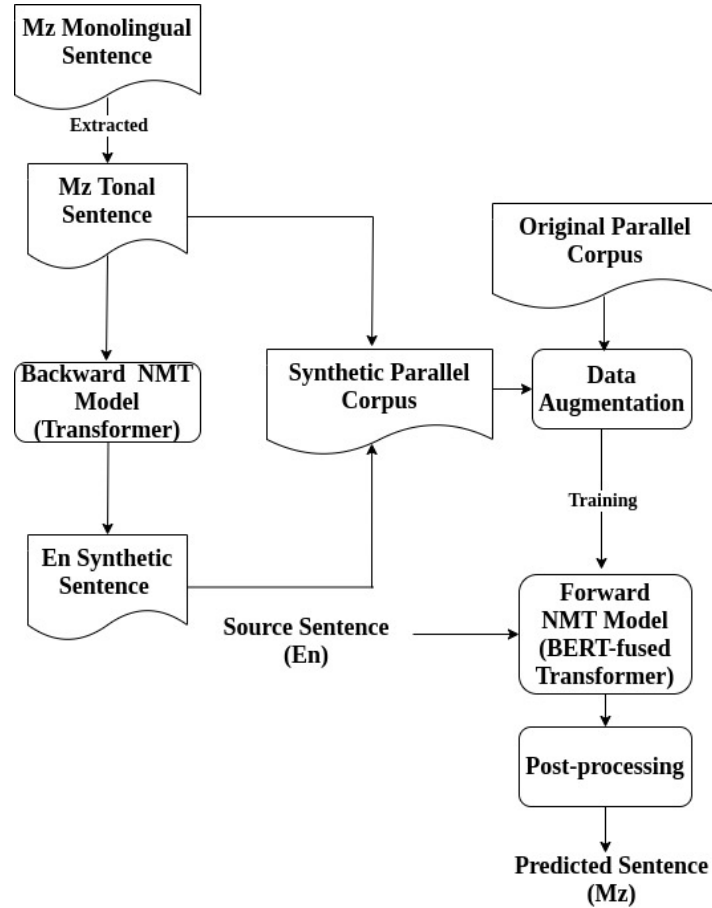 Mz Monolingual
Sentence
Extracted
Mz Tonal
Sentence
Original Parallel
Corpus
Backward NMT
Model
(Transformer)
Synthetic Parallel
Corpus
Data
Augmentation
Training
En Synthetic
Sentence
Source Sentence
(En)
Forward
NMT Model
(BERT-fused
Transformer)
Post-processing
Predicted Sentence
(Mz)